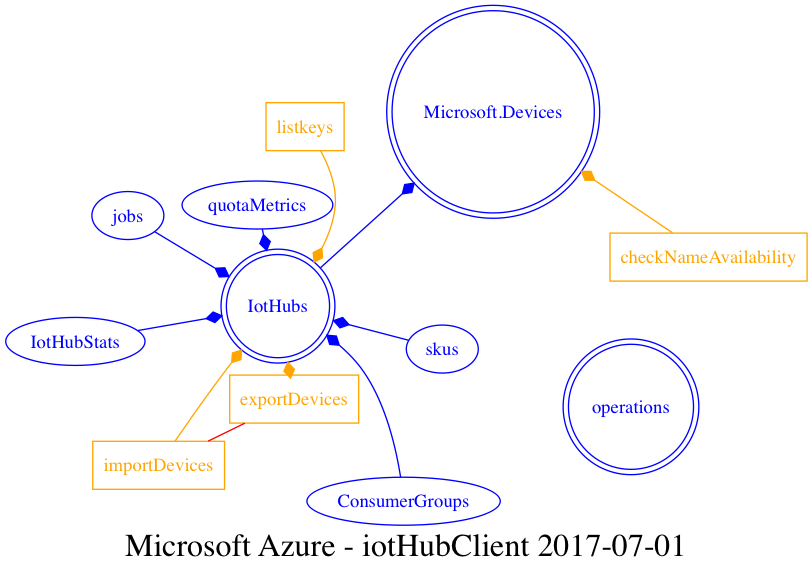 Microsoft.Devices
listkeys
quotaMetrics
jobs
checkNameAvailability
IotHubs
IotHubStats
skus
exportDevices
operations
importDevices
ConsumerGroups
Microsoft Azure - iotHubClient 2017-07-01